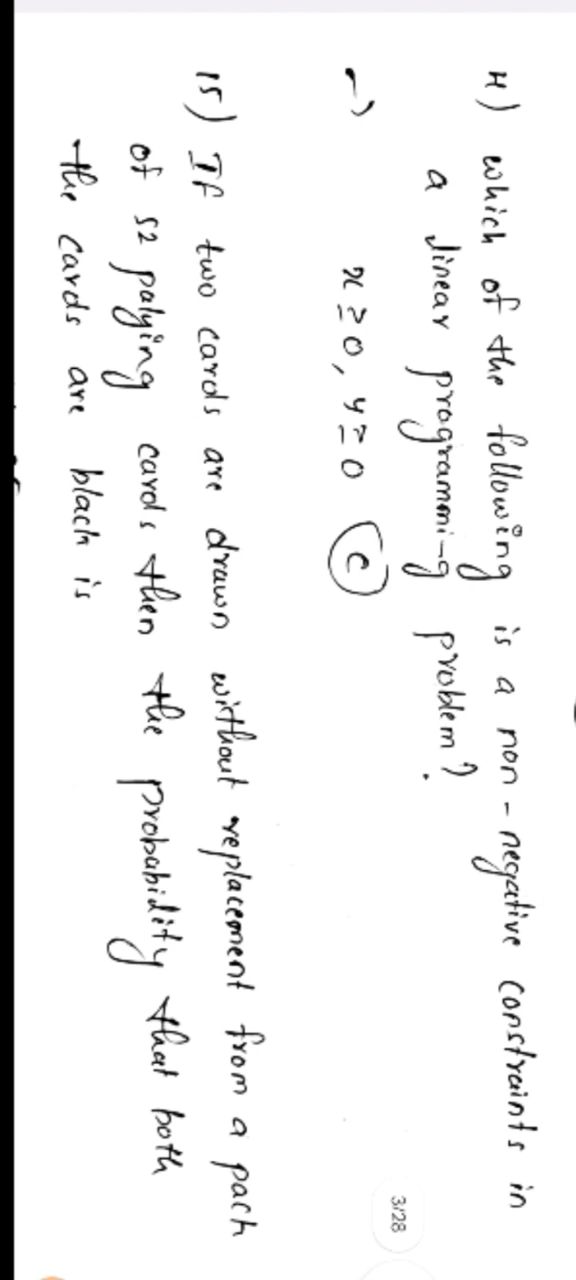 4) which of the following is a non-negative constraints in
a linear programming problem?
→ x ≥ 0, y ≥ 0 (c)
3/28
15) If two cards are drawn without replacement from a pack
of 52 palying cards then the probability that both
the cards are black is